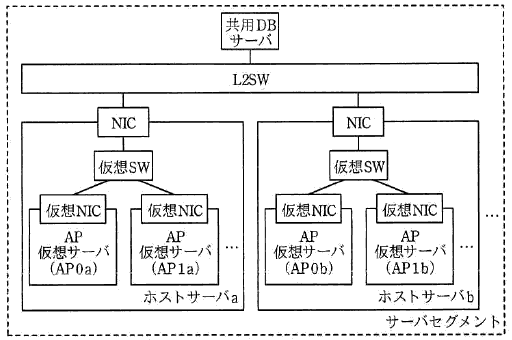 共用DB
サーバ
L2SW
NIC
NIC
仮想SW
仮想SW
仮想NIC
仮想NIC
仮想NIC
仮想NIC
AP
仮想サーバ
(AP0a)
AP
仮想サーバ
(AP1a)
…
AP
仮想サーバ
(AP0b)
AP
仮想サーバ
(AP1b)
…
…
ホストサーバa
ホストサーバb
サーバセグメント